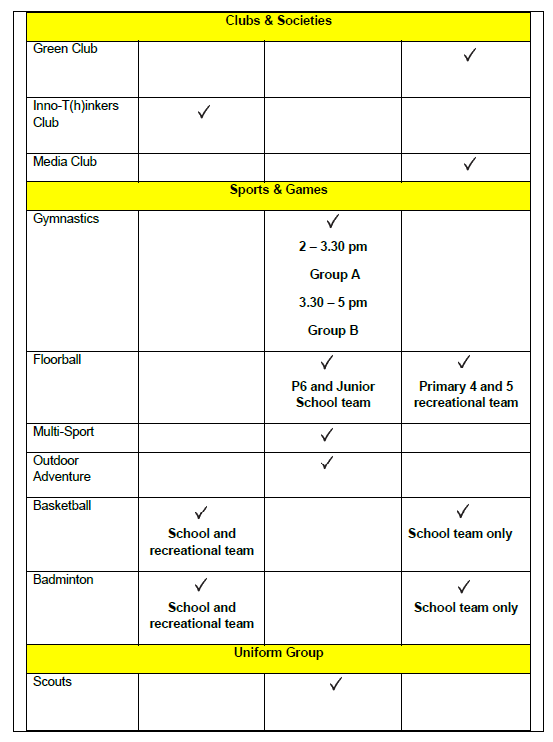 Clubs & Societies
Green Club
✓
Inno-T(h)inkers
Club
✓
Media Club
✓
Sports & Games
Gymnastics
✓
2 – 3.30 pm
Group A
3.30 – 5 pm
Group B
Floorball
✓
P6 and Junior
School team
✓
Primary 4 and 5
recreational team
Multi-Sport
✓
Outdoor
Adventure
✓
Basketball
✓
School and
recreational team
✓
School team only
Badminton
✓
School and
recreational team
✓
School team only
Uniform Group
Scouts
✓